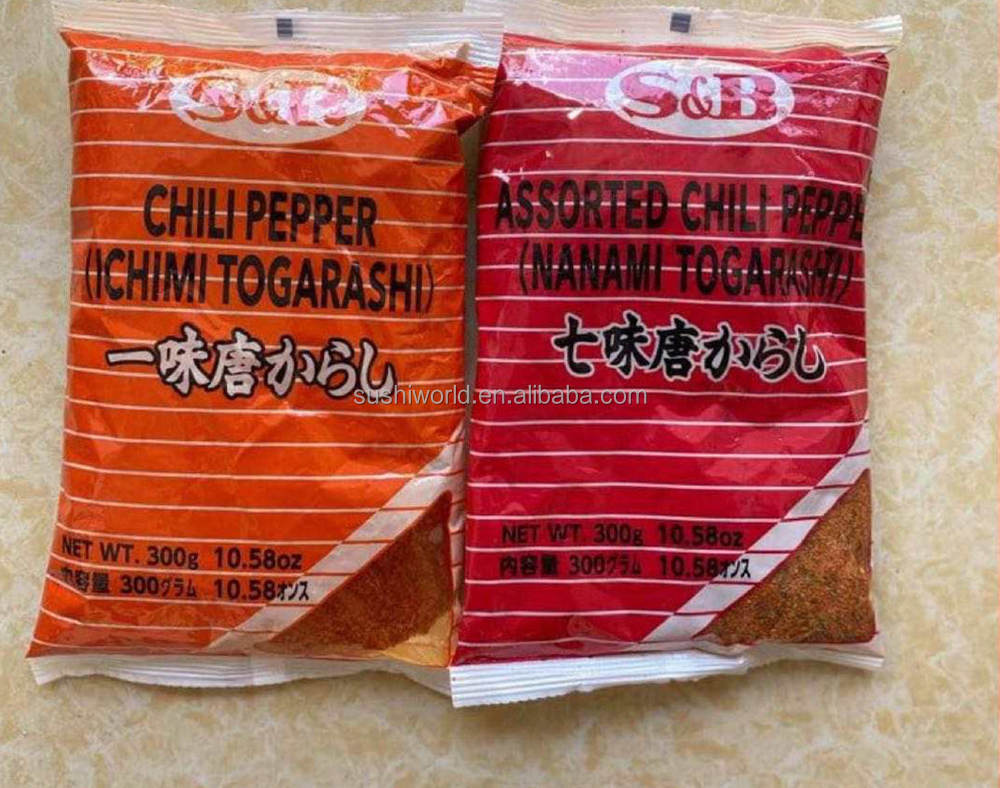 S&B
CHILI PEPPER
(ICHIMI TOGARASHI)
一味唐からし
NET WT. 300g 10.58oz
内容量 300グラム 10.58オンス
S&B
ASSORTED CHILI PEPPE
(NANAMI TOGARASHI)
七味唐からし
NET WT. 300g 10.58oz
内容量 300グラム 10.58オンス
sushiworld.en.alibaba.com